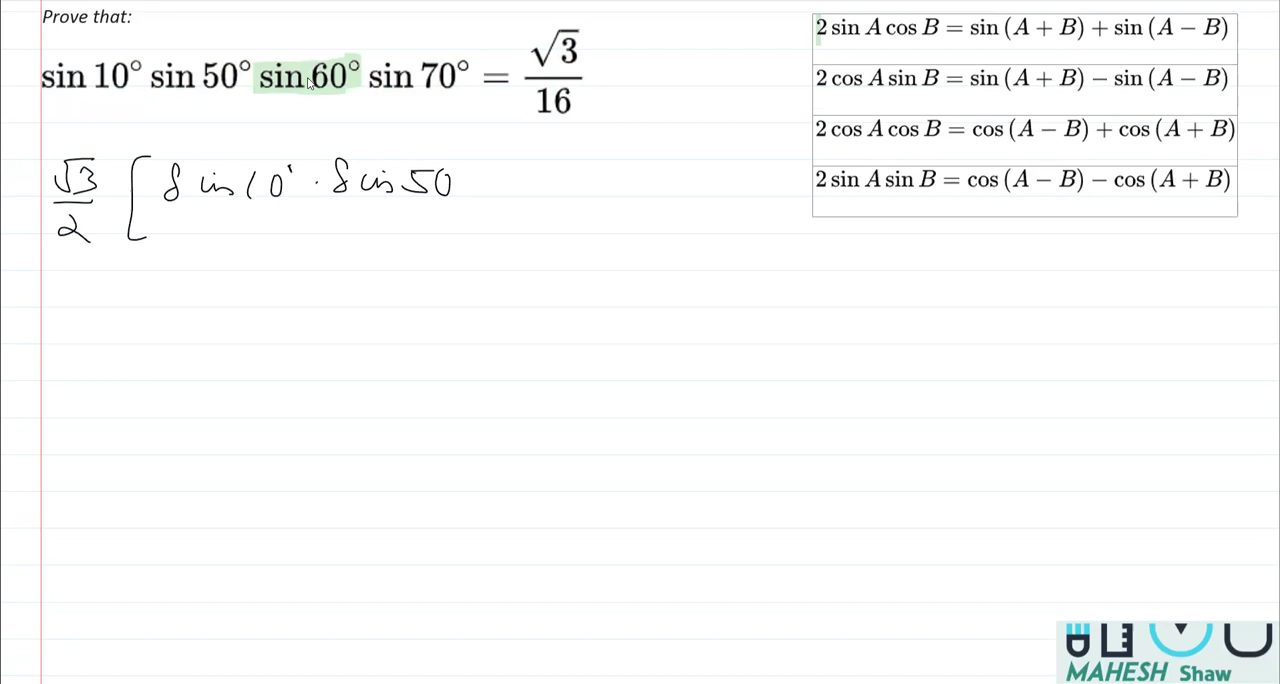 Prove that:
sin 10° sin 50° sin 60° sin 70° = √3/16
√3/2 [ sin 10° · sin 50
2 sin A cos B = sin (A + B) + sin (A − B)
2 cos A sin B = sin (A + B) − sin (A − B)
2 cos A cos B = cos (A − B) + cos (A + B)
2 sin A sin B = cos (A − B) − cos (A + B)
MAHESH Shaw